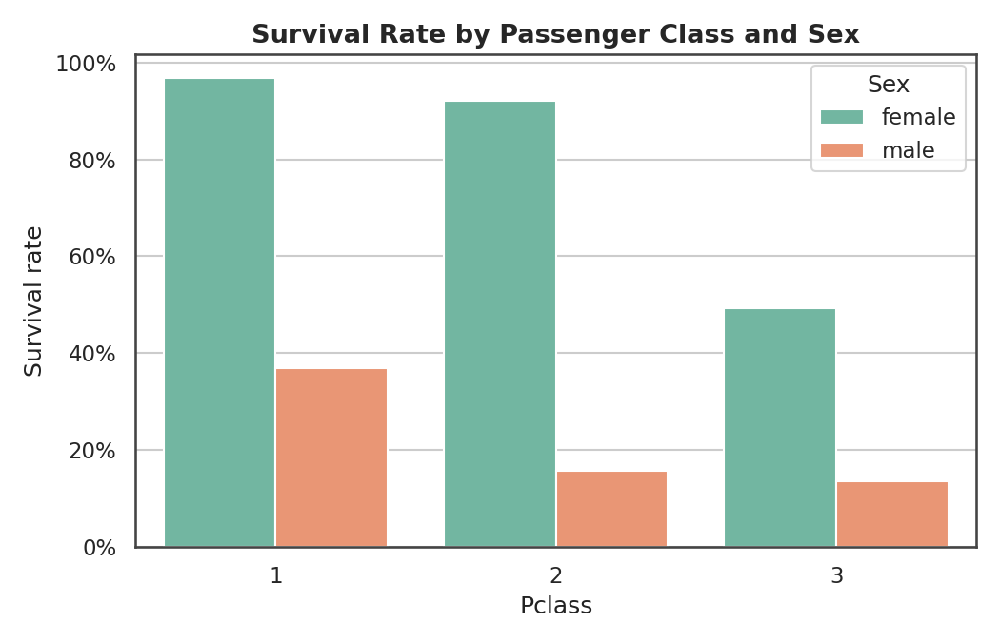 Survival Rate by Passenger Class and Sex
100%
80%
60%
40%
20%
0%
Survival rate
Sex
female
male
1 2 3
Pclass